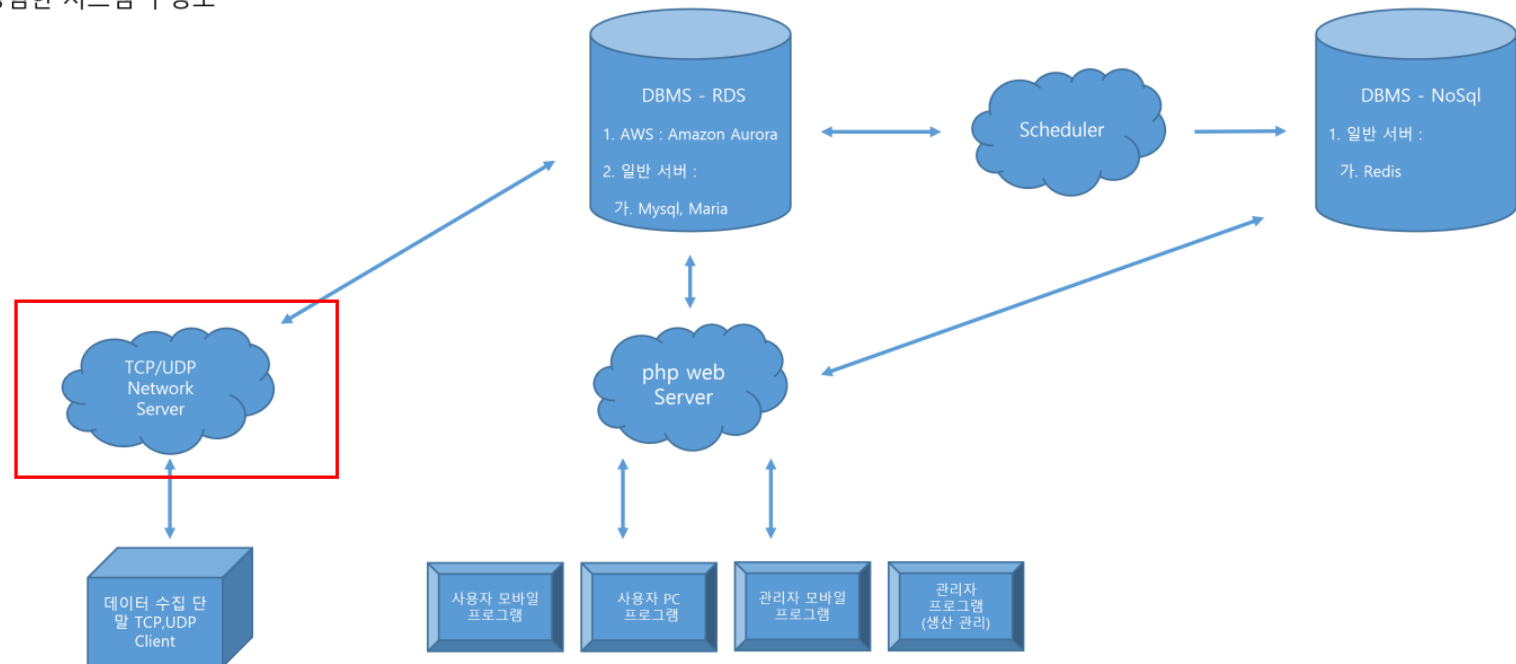 DBMS - RDS
1. AWS : Amazon Aurora
2. 일반 서버 :
가. Mysql, Maria
Scheduler
DBMS - NoSql
1. 일반 서버 :
가. Redis
TCP/UDP
Network
Server
php web
Server
데이터 수집 단
말 TCP,UDP
Client
사용자 모바일
프로그램
사용자 PC
프로그램
관리자 모바일
프로그램
관리자
프로그램
(생산 관리)